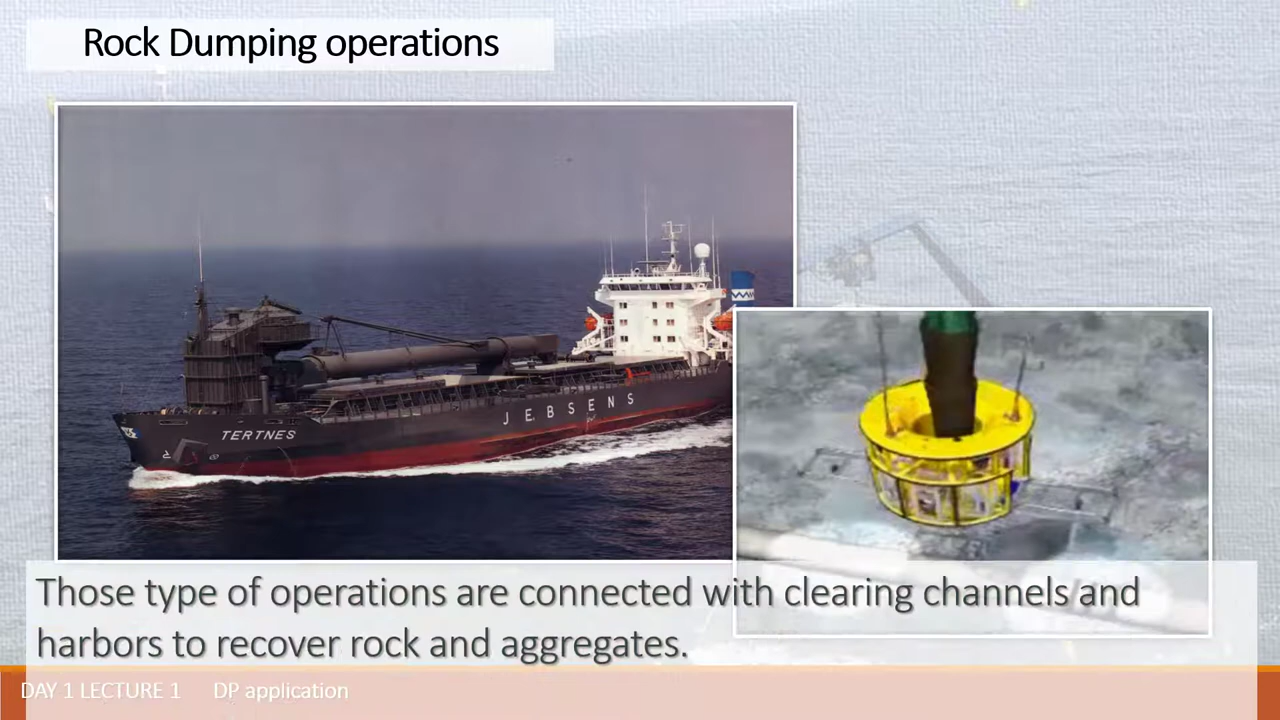 Rock Dumping operations
JEBSENS
TERTNES
Those type of operations are connected with clearing channels and
harbors to recover rock and aggregates.
DAY 1 LECTURE 1 DP application